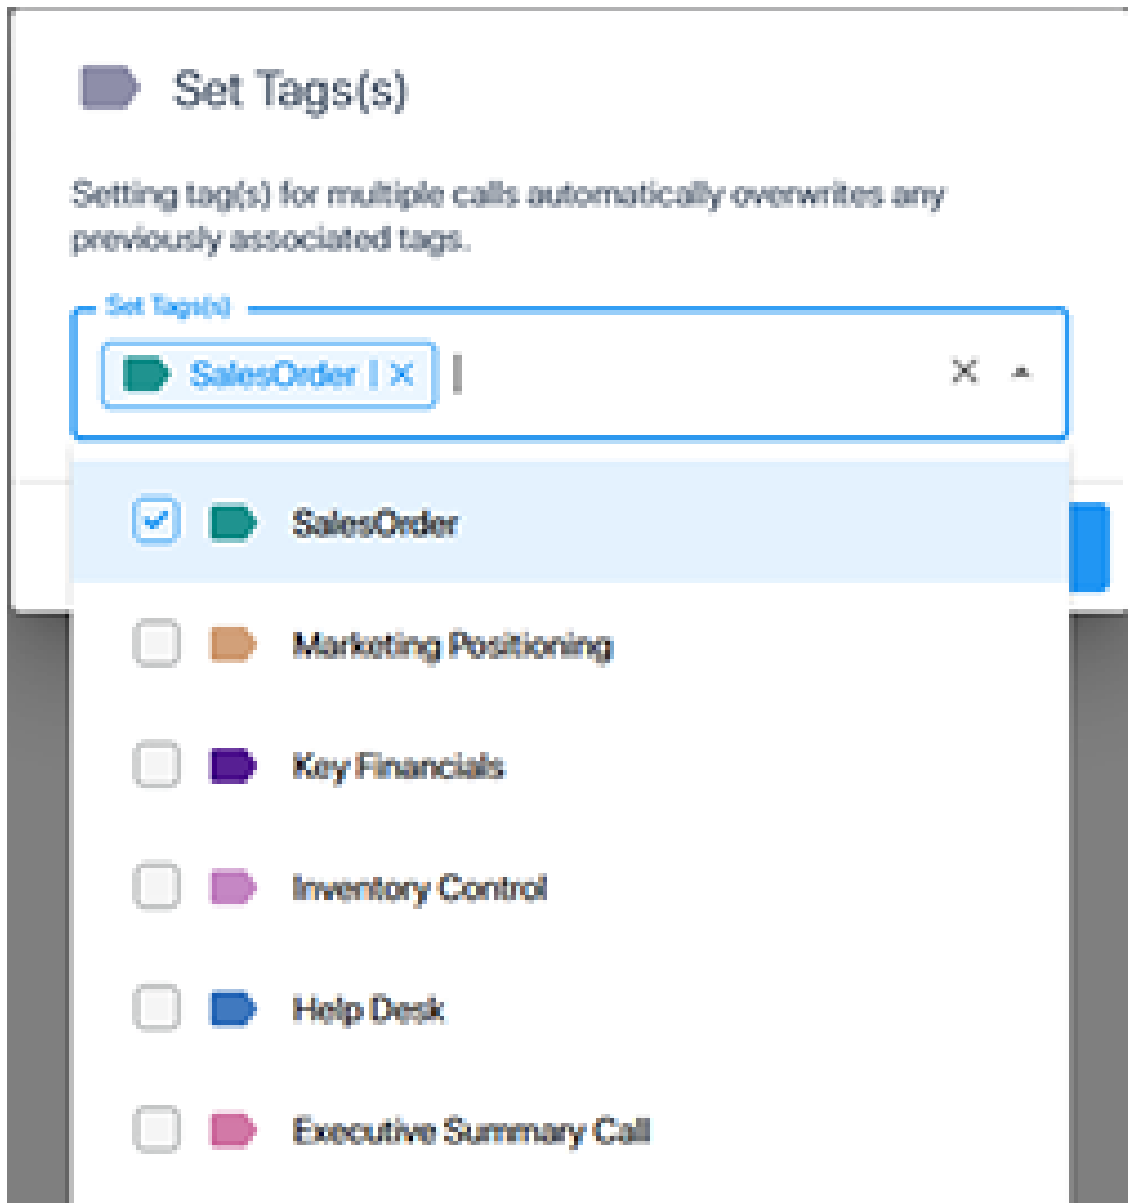 Set Tags(s)
Setting tag(s) for multiple calls automatically overwrites any
previously associated tags.
Set Tags(s)
SalesOrder
SalesOrder
Marketing Positioning
Key Financials
Inventory Control
Help Desk
Executive Summary Call